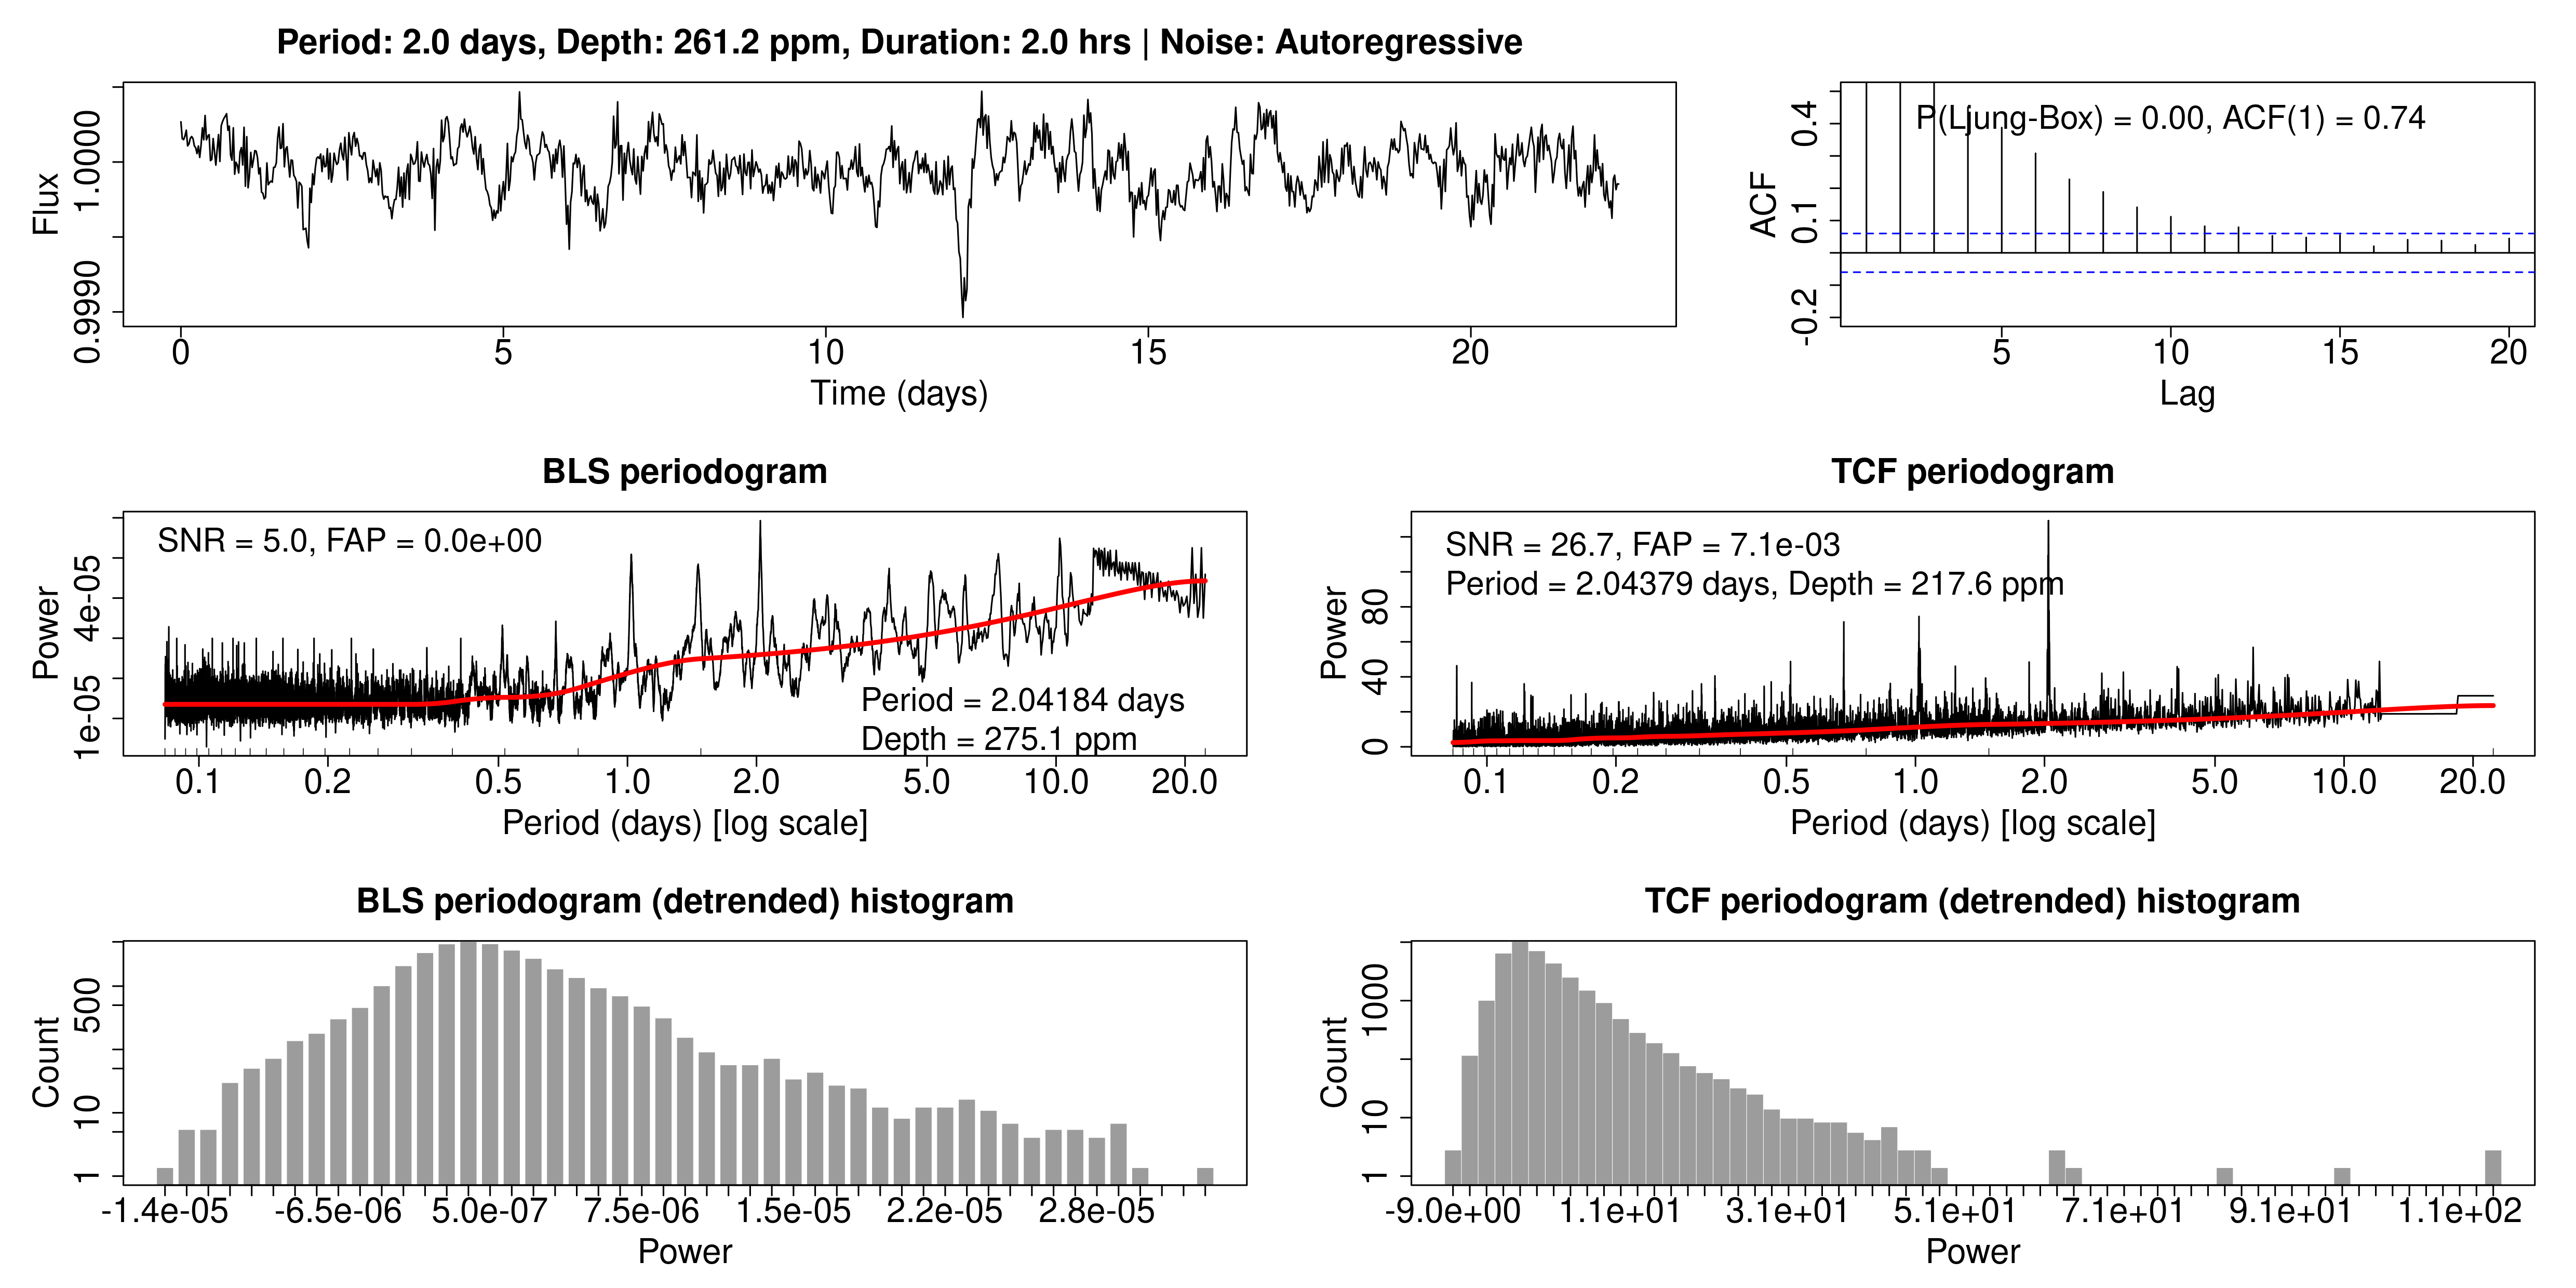 Period: 2.0 days, Depth: 261.2 ppm, Duration: 2.0 hrs | Noise: Autoregressive
Flux
0.9990 1.0000
0 5 10 15 20
Time (days)
P(Ljung-Box) = 0.00, ACF(1) = 0.74
ACF
-0.2 0.1 0.4
5 10 15 20
Lag
BLS periodogram
SNR = 5.0, FAP = 0.0e+00
Period = 2.04184 days
Depth = 275.1 ppm
Power
1e-05 4e-05
0.1 0.2 0.5 1.0 2.0 5.0 10.0 20.0
Period (days) [log scale]
TCF periodogram
SNR = 26.7, FAP = 7.1e-03
Period = 2.04379 days, Depth = 217.6 ppm
Power
0 40 80
0.1 0.2 0.5 1.0 2.0 5.0 10.0 20.0
Period (days) [log scale]
BLS periodogram (detrended) histogram
Count
1 10 500
-1.4e-05 -6.5e-06 5.0e-07 7.5e-06 1.5e-05 2.2e-05 2.8e-05
Power
TCF periodogram (detrended) histogram
Count
1 10 1000
-9.0e+00 1.1e+01 3.1e+01 5.1e+01 7.1e+01 9.1e+01 1.1e+02
Power